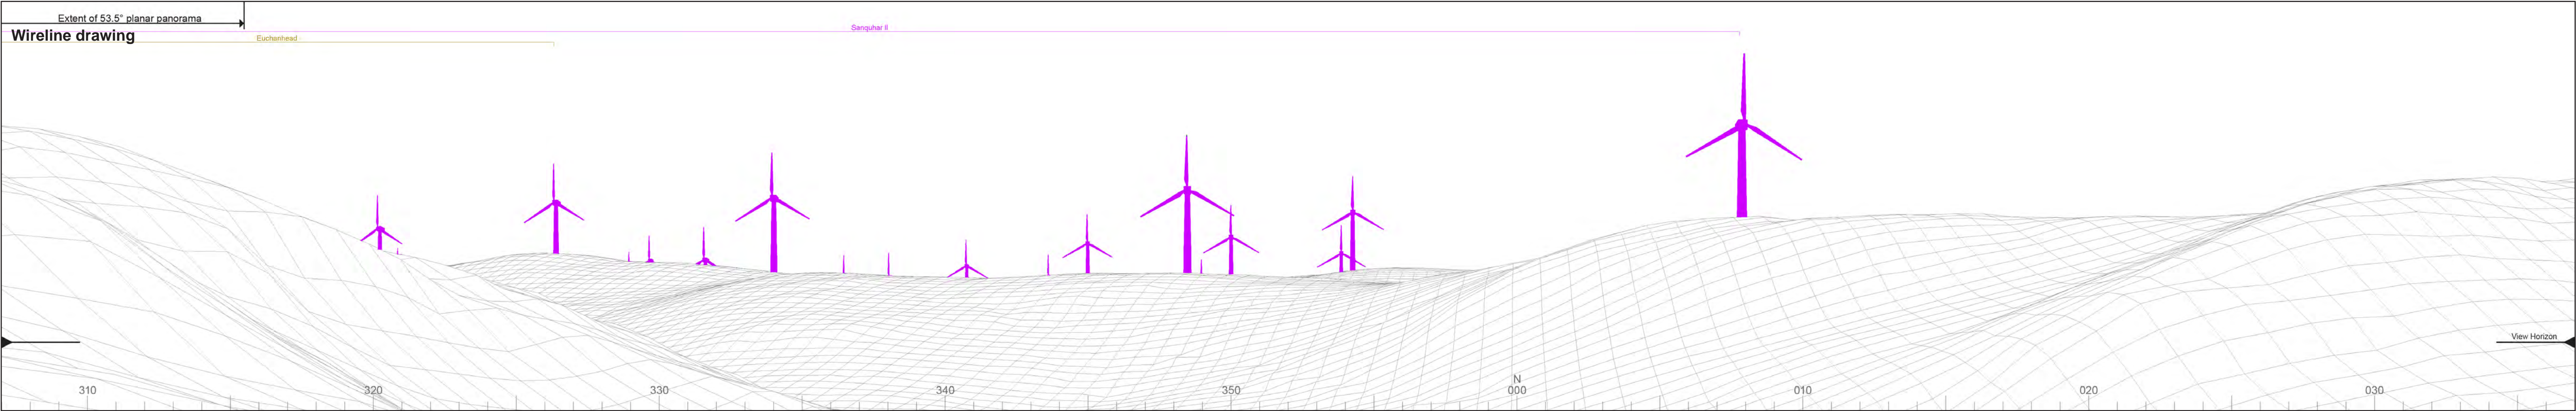 Extent of 53.5° planar panorama
Wireline drawing
Sanquhar II
Euchanhead
View Horizon
N
310 320 330 340 350 000 010 020 030